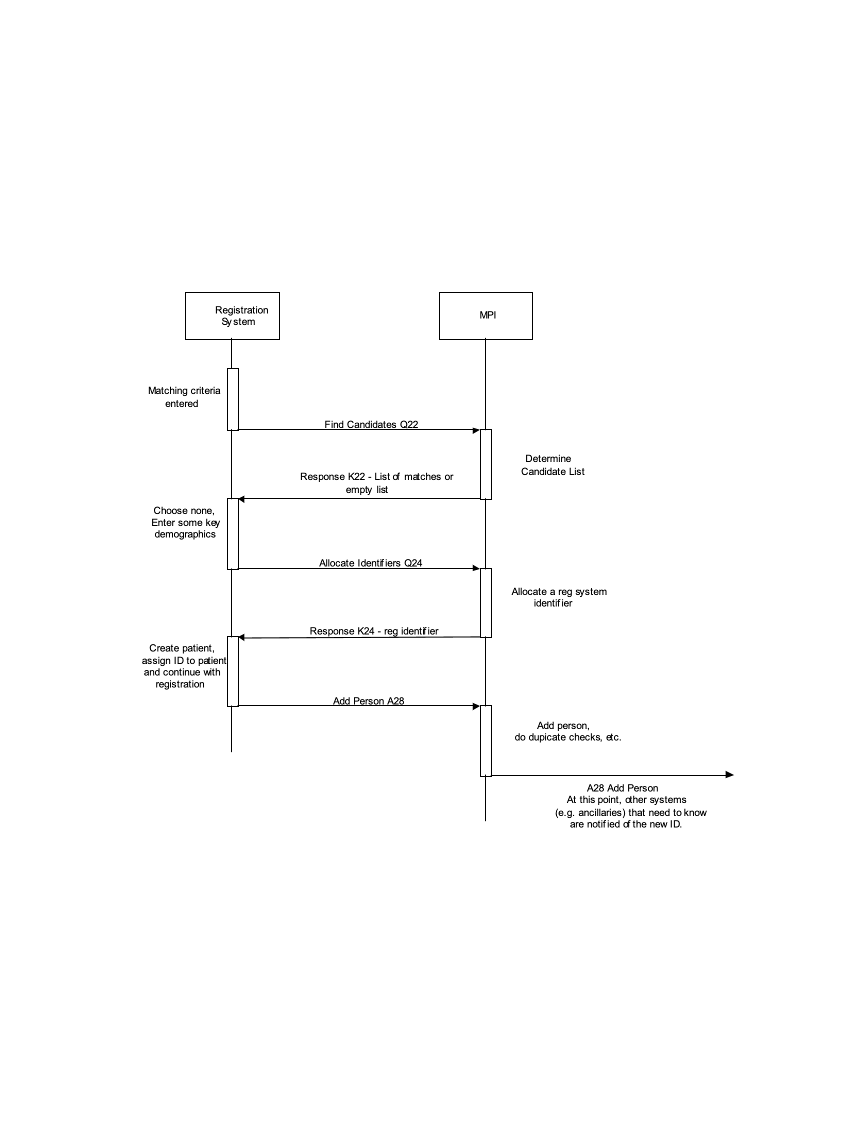 Registration
System
MPI
Matching criteria
entered
Find Candidates Q22
Determine
Candidate List
Response K22 - List of matches or
empty list
Choose none,
Enter some key
demographics
Allocate Identifiers Q24
Allocate a reg system
identifier
Response K24 - reg identifier
Create patient,
assign ID to patient
and continue with
registration
Add Person A28
Add person,
do dupicate checks, etc.
A28 Add Person
At this point, other systems
(e.g. ancillaries) that need to know
are notified of the new ID.